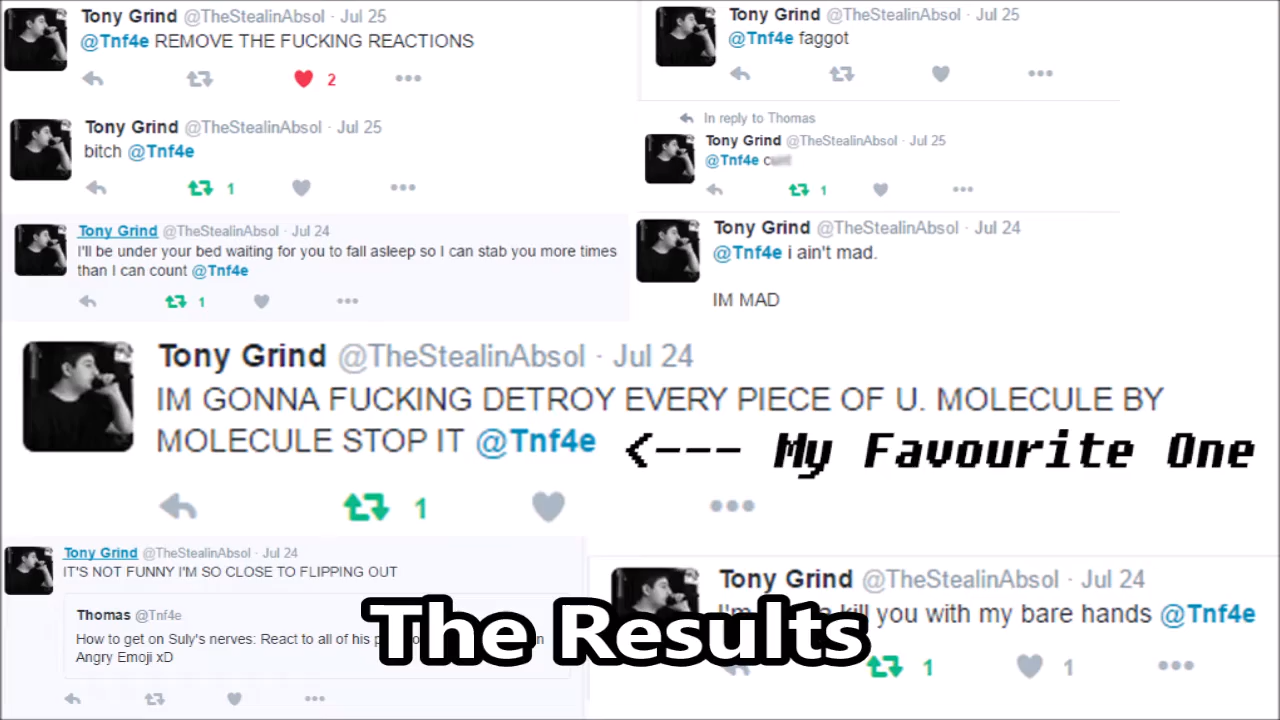 Tony Grind @TheStealinAbsol · Jul 25
@Tnf4e REMOVE THE FUCKING REACTIONS
2
Tony Grind @TheStealinAbsol · Jul 25
@Tnf4e faggot
Tony Grind @TheStealinAbsol · Jul 25
bitch @Tnf4e
1
In reply to Thomas
Tony Grind @TheStealinAbsol · Jul 25
@Tnf4e
1
Tony Grind @TheStealinAbsol · Jul 24
I'll be under your bed waiting for you to fall asleep so I can stab you more times
than I can count @Tnf4e
1
Tony Grind @TheStealinAbsol · Jul 24
@Tnf4e i ain't mad.
IM MAD
Tony Grind @TheStealinAbsol · Jul 24
IM GONNA FUCKING DETROY EVERY PIECE OF U. MOLECULE BY
MOLECULE STOP IT @Tnf4e
<--- My Favourite One
1
Tony Grind @TheStealinAbsol · Jul 24
IT'S NOT FUNNY I'M SO CLOSE TO FLIPPING OUT
Thomas @Tnf4e
How to get on Suly's nerves: React to all of his
Angry Emoji xD
Tony Grind @TheStealinAbsol · Jul 24
I'm kill you with my bare hands @Tnf4e
1 1
The Results